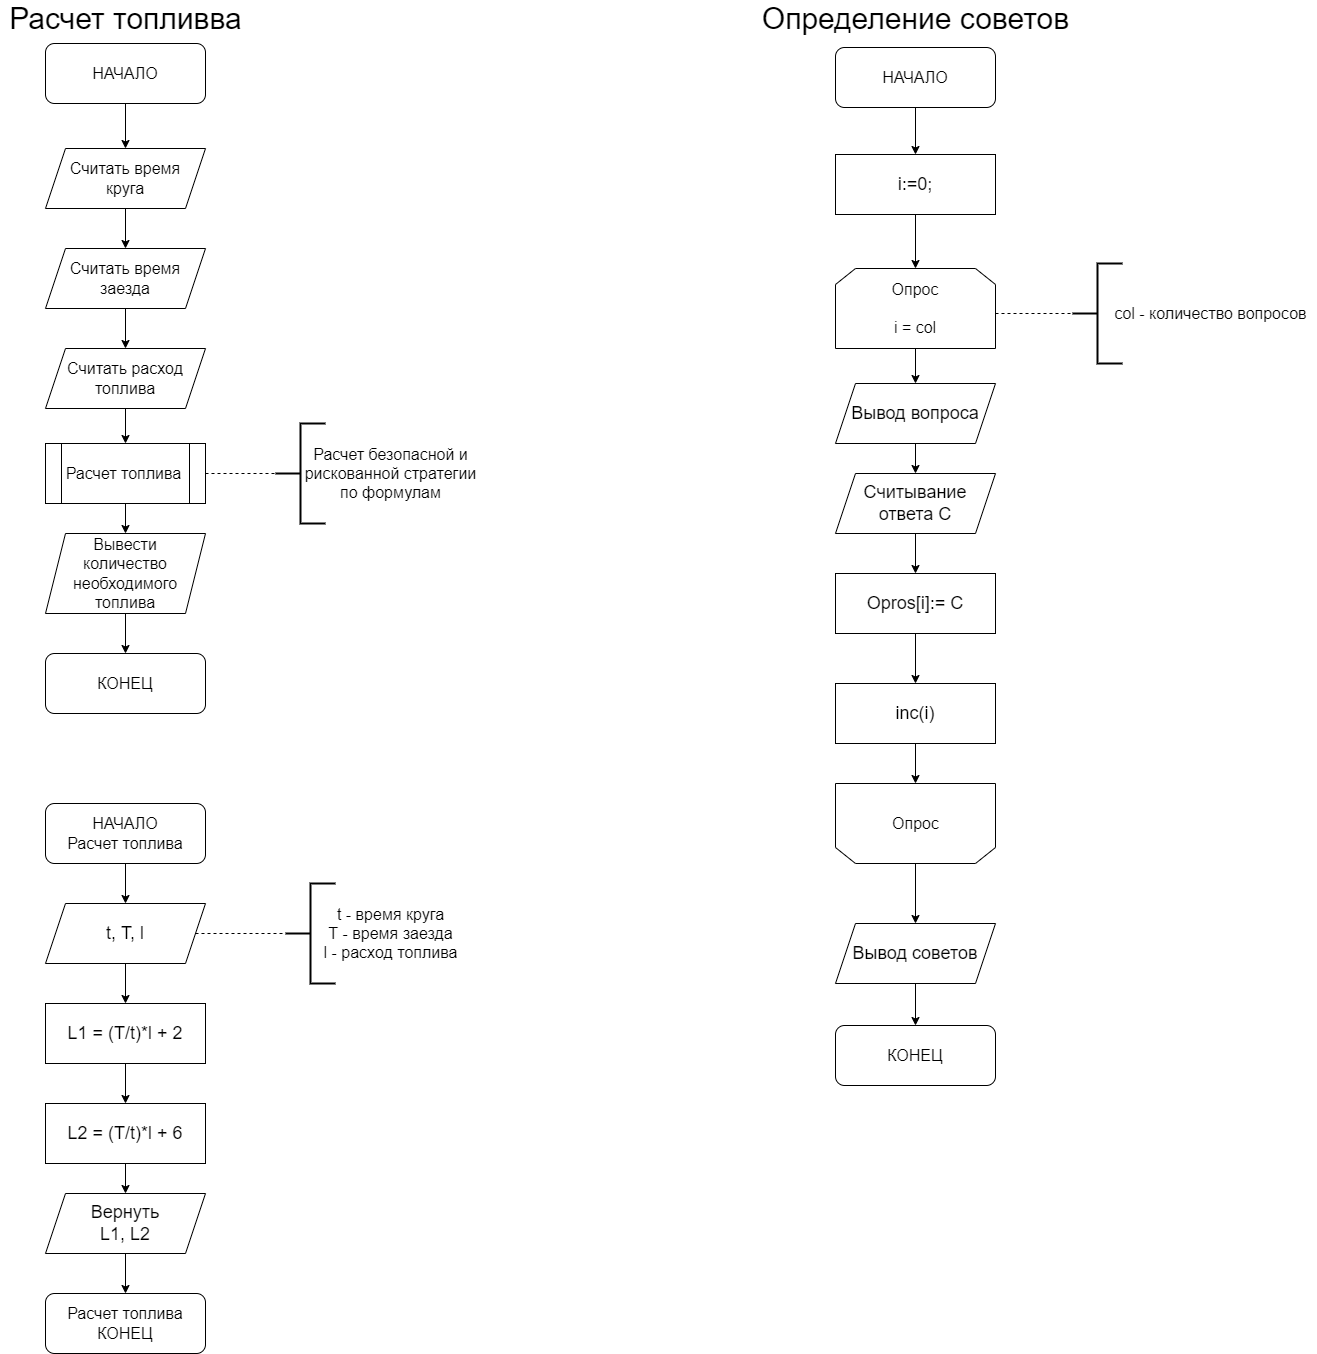 Расчет топливва
НАЧАЛО
Считать время
круга
Считать время
заезда
Считать расход
топлива
Расчет топлива
Расчет безопасной и
рискованной стратегии
по формулам
Вывести
количество
необходимого
топлива
КОНЕЦ
НАЧАЛО
Расчет топлива
t, T, l
t - время круга
T - время заезда
l - расход топлива
L1 = (T/t)*l + 2
L2 = (T/t)*l + 6
Вернуть
L1, L2
Расчет топлива
КОНЕЦ
Определение советов
НАЧАЛО
i:=0;
Опрос
i = col
col - количество вопросов
Вывод вопроса
Считывание
ответа C
Opros[i]:= C
inc(i)
Опрос
Вывод советов
КОНЕЦ